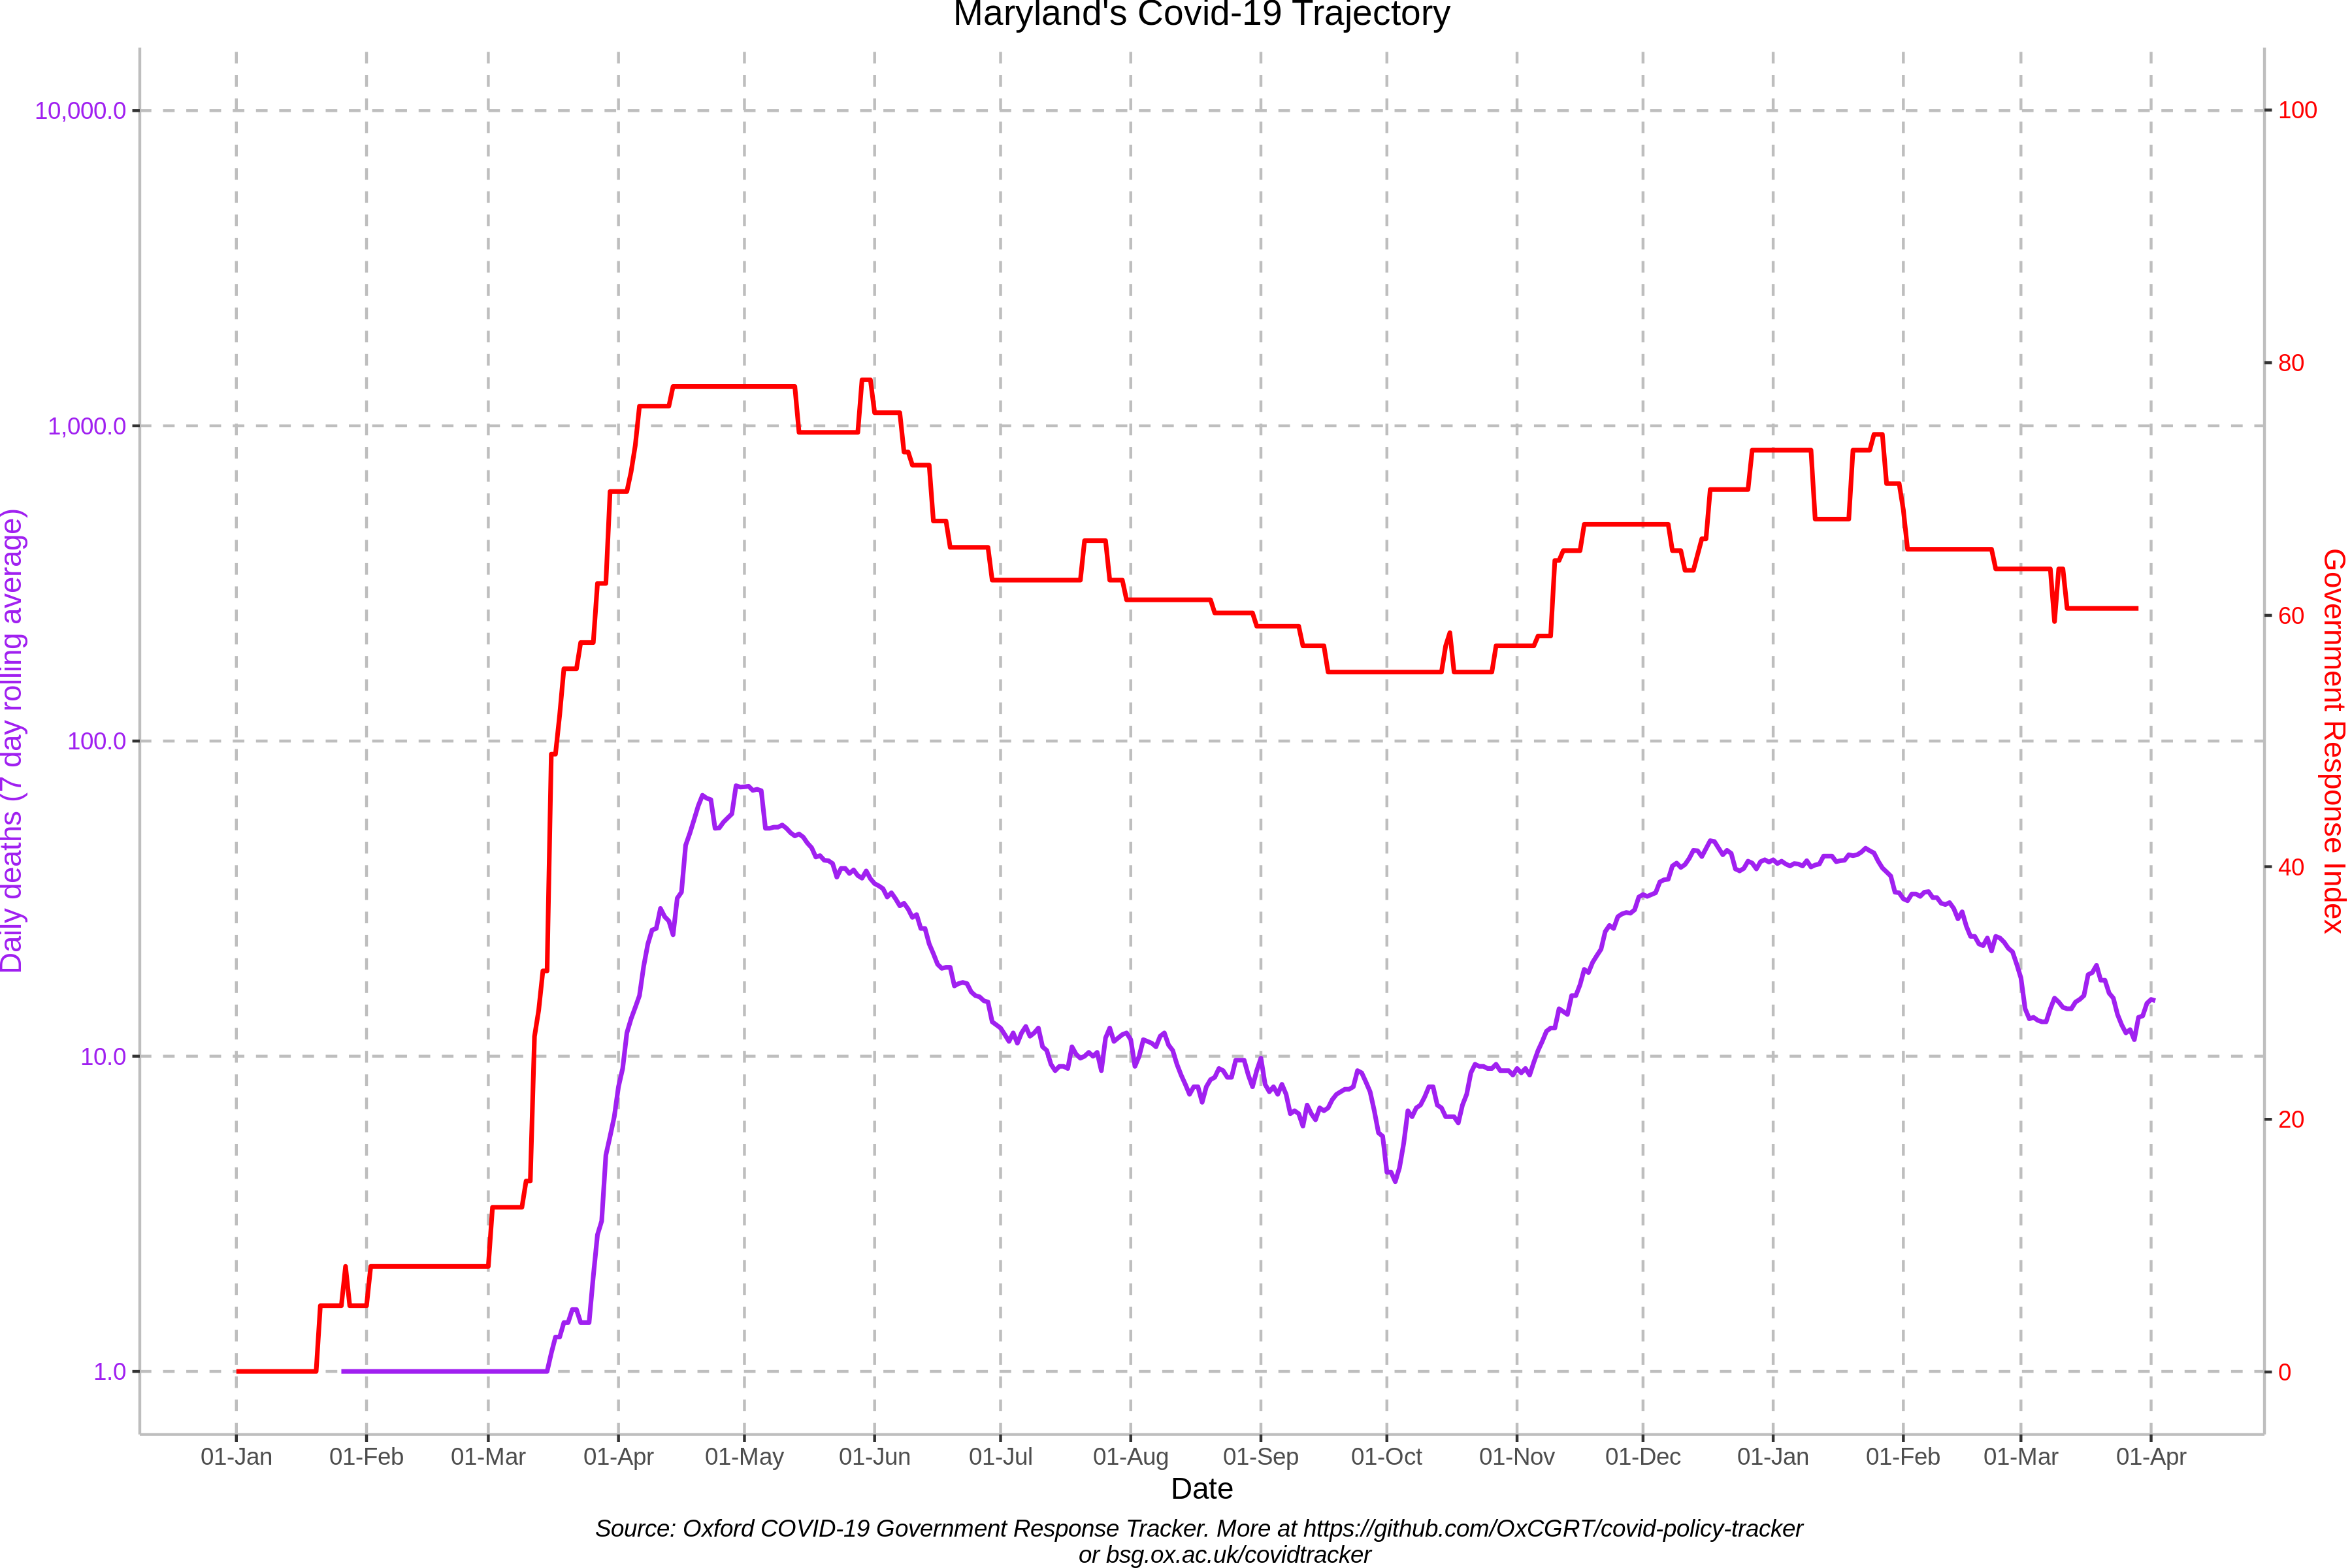 Maryland's Covid-19 Trajectory
10,000.0
1,000.0
100.0
10.0
1.0
Daily deaths (7 day rolling average)
100
80
60
40
20
0
Government Response Index
01-Jan 01-Feb 01-Mar 01-Apr 01-May 01-Jun 01-Jul 01-Aug 01-Sep 01-Oct 01-Nov 01-Dec 01-Jan 01-Feb 01-Mar 01-Apr
Date
Source: Oxford COVID-19 Government Response Tracker. More at https://github.com/OxCGRT/covid-policy-tracker
or bsg.ox.ac.uk/covidtracker